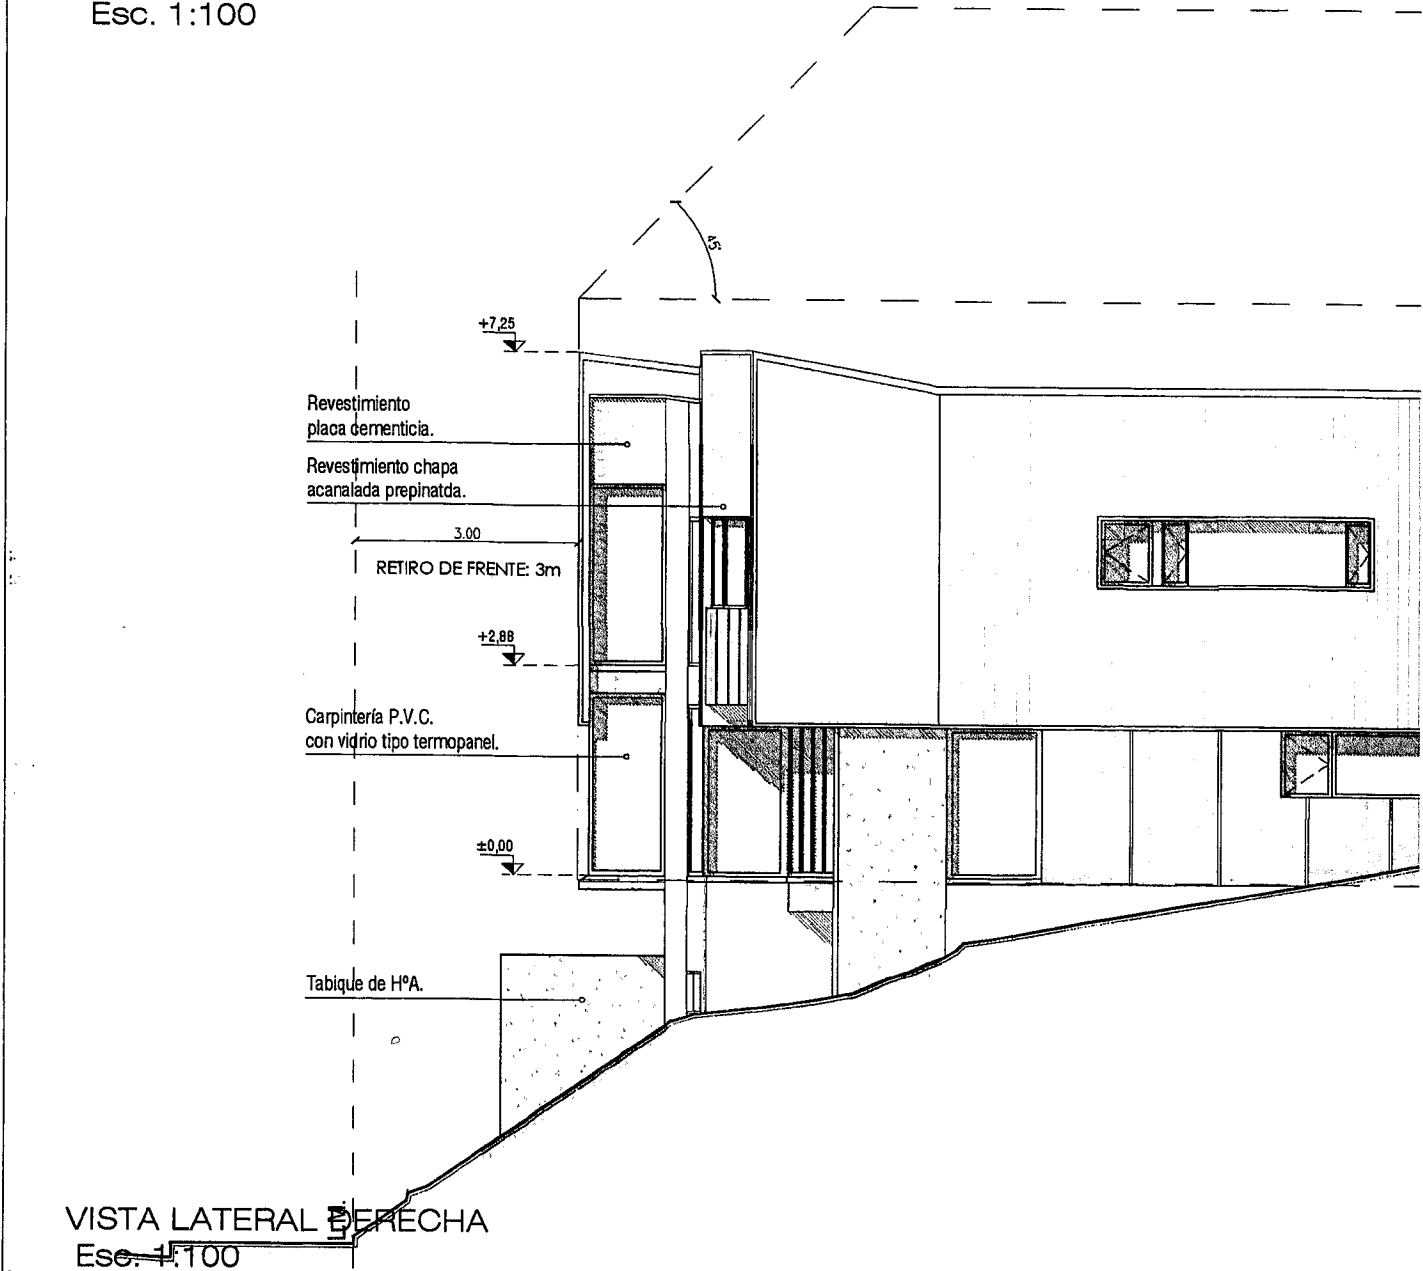 Esc. 1:100
45°
+7,25
Revestimiento
placa cementicia.
Revestimiento chapa
acanalada prepinatda.
3.00
RETIRO DE FRENTE: 3m
+2,88
Carpintería P.V.C.
con vidrio tipo termopanel.
±0,00
Tabique de HºA.
VISTA LATERAL DERECHA
Esc. 1:100